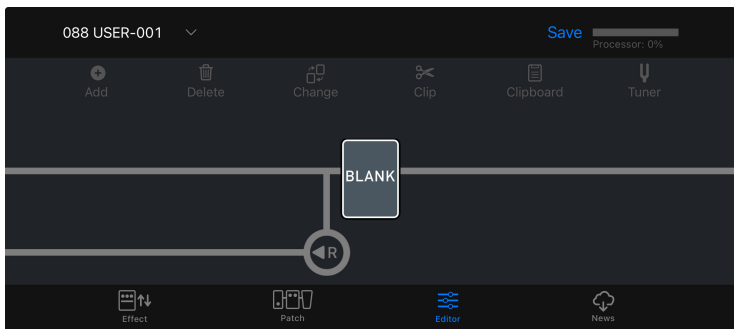 088 USER-001
Save
Processor: 0%
Add Delete Change Clip Clipboard Tuner
BLANK
R
Effect Patch Editor News